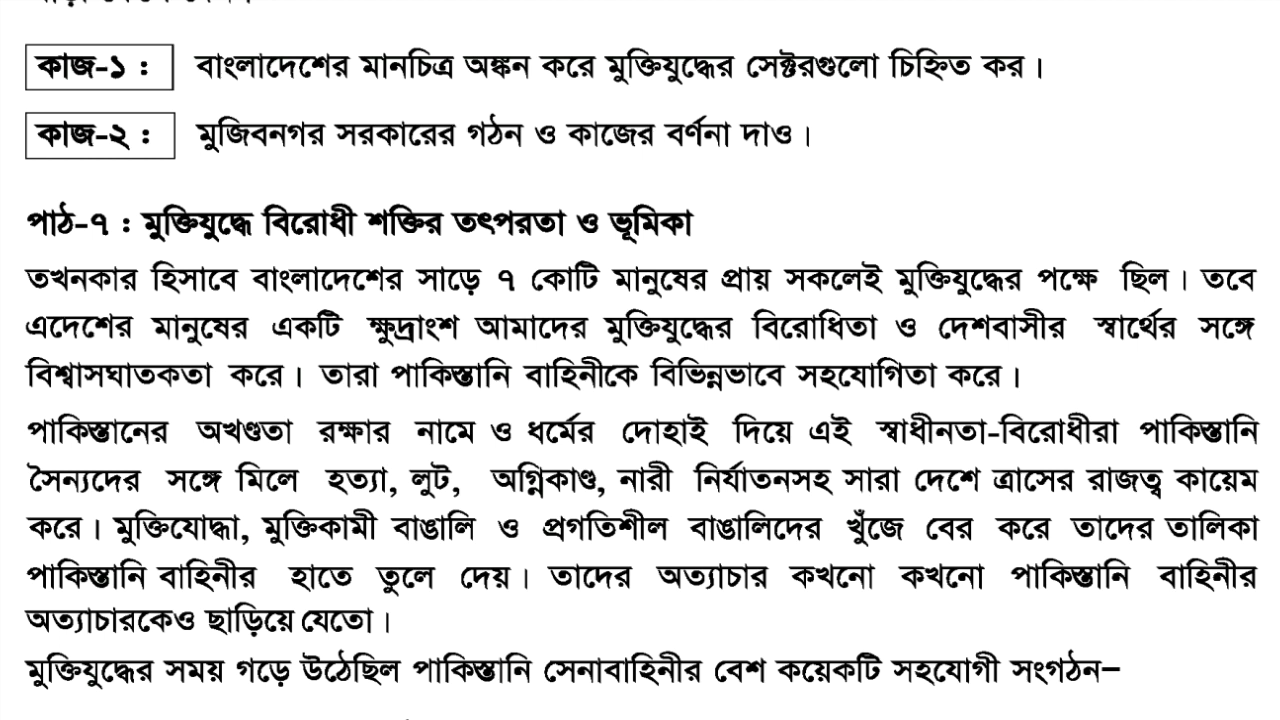 কাজ-১ : বাংলাদেশের মানচিত্র অঙ্কন করে মুক্তিযুদ্ধের সেক্টরগুলো চিহ্নিত কর।
কাজ-২ : মুজিবনগর সরকারের গঠন ও কাজের বর্ণনা দাও।
পাঠ-৭ : মুক্তিযুদ্ধে বিরোধী শক্তির তৎপরতা ও ভূমিকা
তখনকার হিসাবে বাংলাদেশের সাড়ে ৭ কোটি মানুষের প্রায় সকলেই মুক্তিযুদ্ধের পক্ষে ছিল। তবে
এদেশের মানুষের একটি ক্ষুদ্রাংশ আমাদের মুক্তিযুদ্ধের বিরোধিতা ও দেশবাসীর স্বার্থের সঙ্গে
বিশ্বাসঘাতকতা করে। তারা পাকিস্তানি বাহিনীকে বিভিন্নভাবে সহযোগিতা করে।
পাকিস্তানের অখণ্ডতা রক্ষার নামে ও ধর্মের দোহাই দিয়ে এই স্বাধীনতা-বিরোধীরা পাকিস্তানি
সৈন্যদের সঙ্গে মিলে হত্যা, লুট, অগ্নিকাণ্ড, নারী নির্যাতনসহ সারা দেশে ত্রাসের রাজত্ব কায়েম
করে। মুক্তিযোদ্ধা, মুক্তিকামী বাঙালি ও প্রগতিশীল বাঙালিদের খুঁজে বের করে তাদের তালিকা
পাকিস্তানি বাহিনীর হাতে তুলে দেয়। তাদের অত্যাচার কখনো কখনো পাকিস্তানি বাহিনীর
অত্যাচারকেও ছাড়িয়ে যেতো।
মুক্তিযুদ্ধের সময় গড়ে উঠেছিল পাকিস্তানি সেনাবাহিনীর বেশ কয়েকটি সহযোগী সংগঠন–